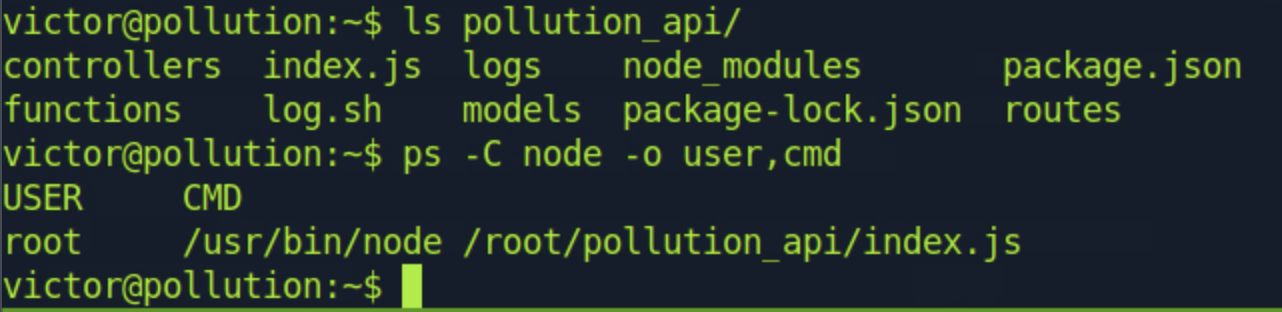 victor@pollution:~$ ls pollution_api/
controllers  index.js  logs    node_modules       package.json
functions    log.sh    models  package-lock.json  routes
victor@pollution:~$ ps -C node -o user,cmd
USER     CMD
root     /usr/bin/node /root/pollution_api/index.js
victor@pollution:~$